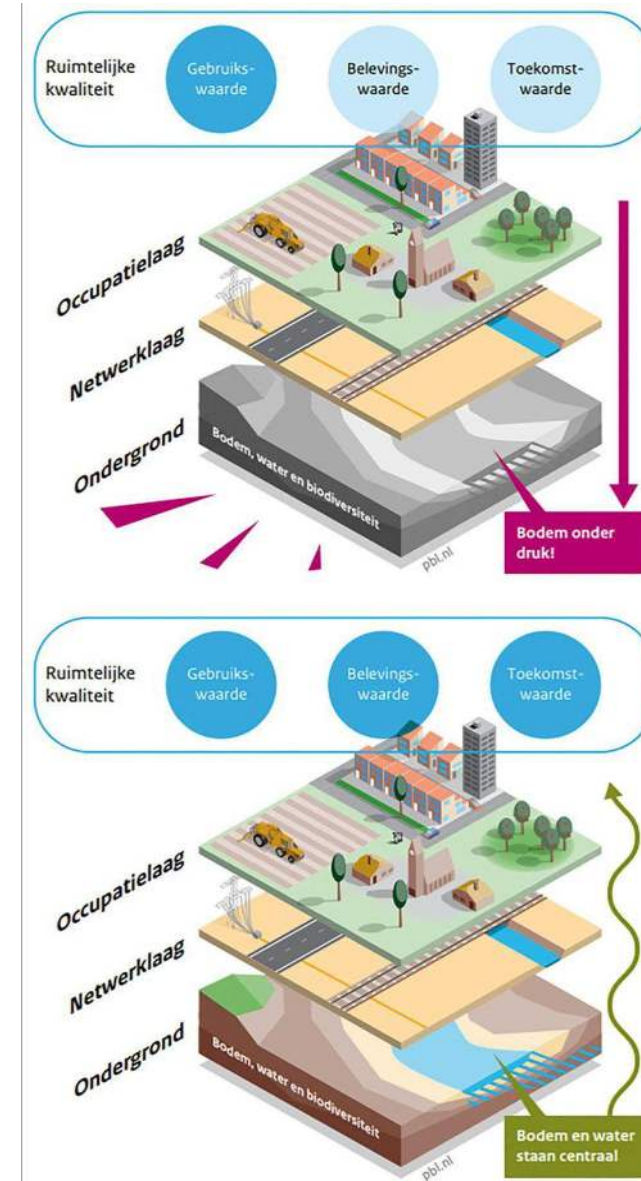 Ruimtelijke
kwaliteit
Gebruiks-
waarde
Belevings-
waarde
Toekomst-
waarde
Occupatielaag
Netwerklaag
Ondergrond
Bodem, water en biodiversiteit
Bodem onder
druk!
pbl.nl
Ruimtelijke
kwaliteit
Gebruiks-
waarde
Belevings-
waarde
Toekomst-
waarde
Occupatielaag
Netwerklaag
Ondergrond
Bodem, water en biodiversiteit
Bodem en water
staan centraal
pbl.nl